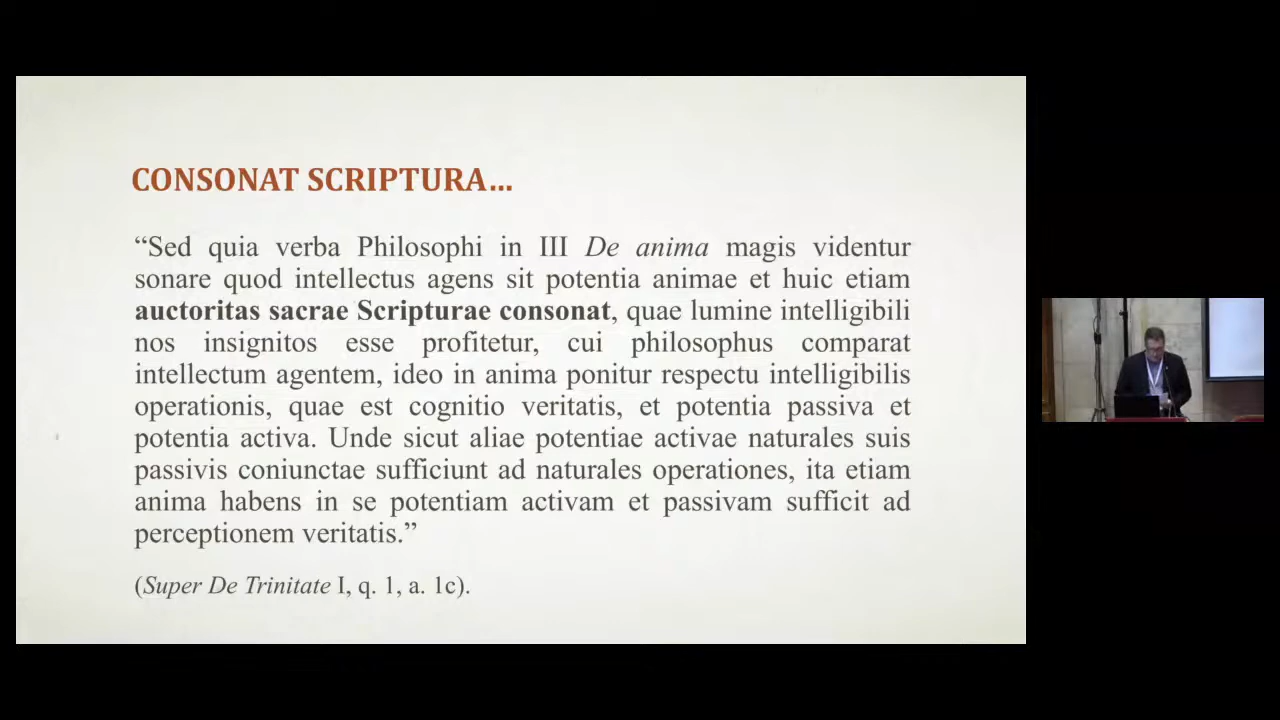 CONSONAT SCRIPTURA…
“Sed quia verba Philosophi in III De anima magis videntur
sonare quod intellectus agens sit potentia animae et huic etiam
auctoritas sacrae Scripturae consonat, quae lumine intelligibili
nos insignitos esse profitetur, cui philosophus comparat
intellectum agentem, ideo in anima ponitur respectu intelligibilis
operationis, quae est cognitio veritatis, et potentia passiva et
potentia activa. Unde sicut aliae potentiae activae naturales suis
passivis coniunctae sufficiunt ad naturales operationes, ita etiam
anima habens in se potentiam activam et passivam sufficit ad
perceptionem veritatis.”
(Super De Trinitate I, q. 1, a. 1c).